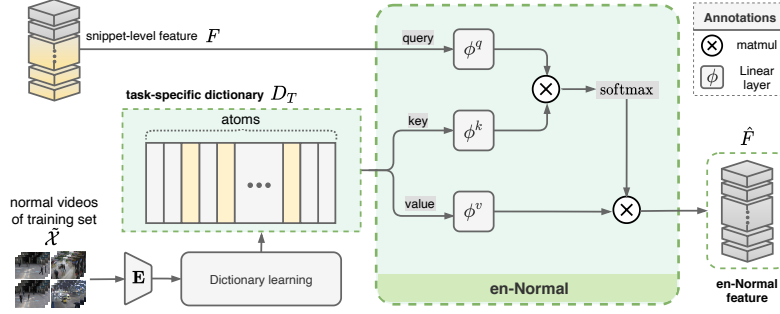 snippet-level feature F
query
ϕ^q
Annotations
matmul
ϕ
Linear
layer
softmax
task-specific dictionary D_T
atoms
key
ϕ^k
F̂
normal videos
of training set
𝒳̃
value
ϕ^v
E
Dictionary learning
en-Normal
en-Normal
feature